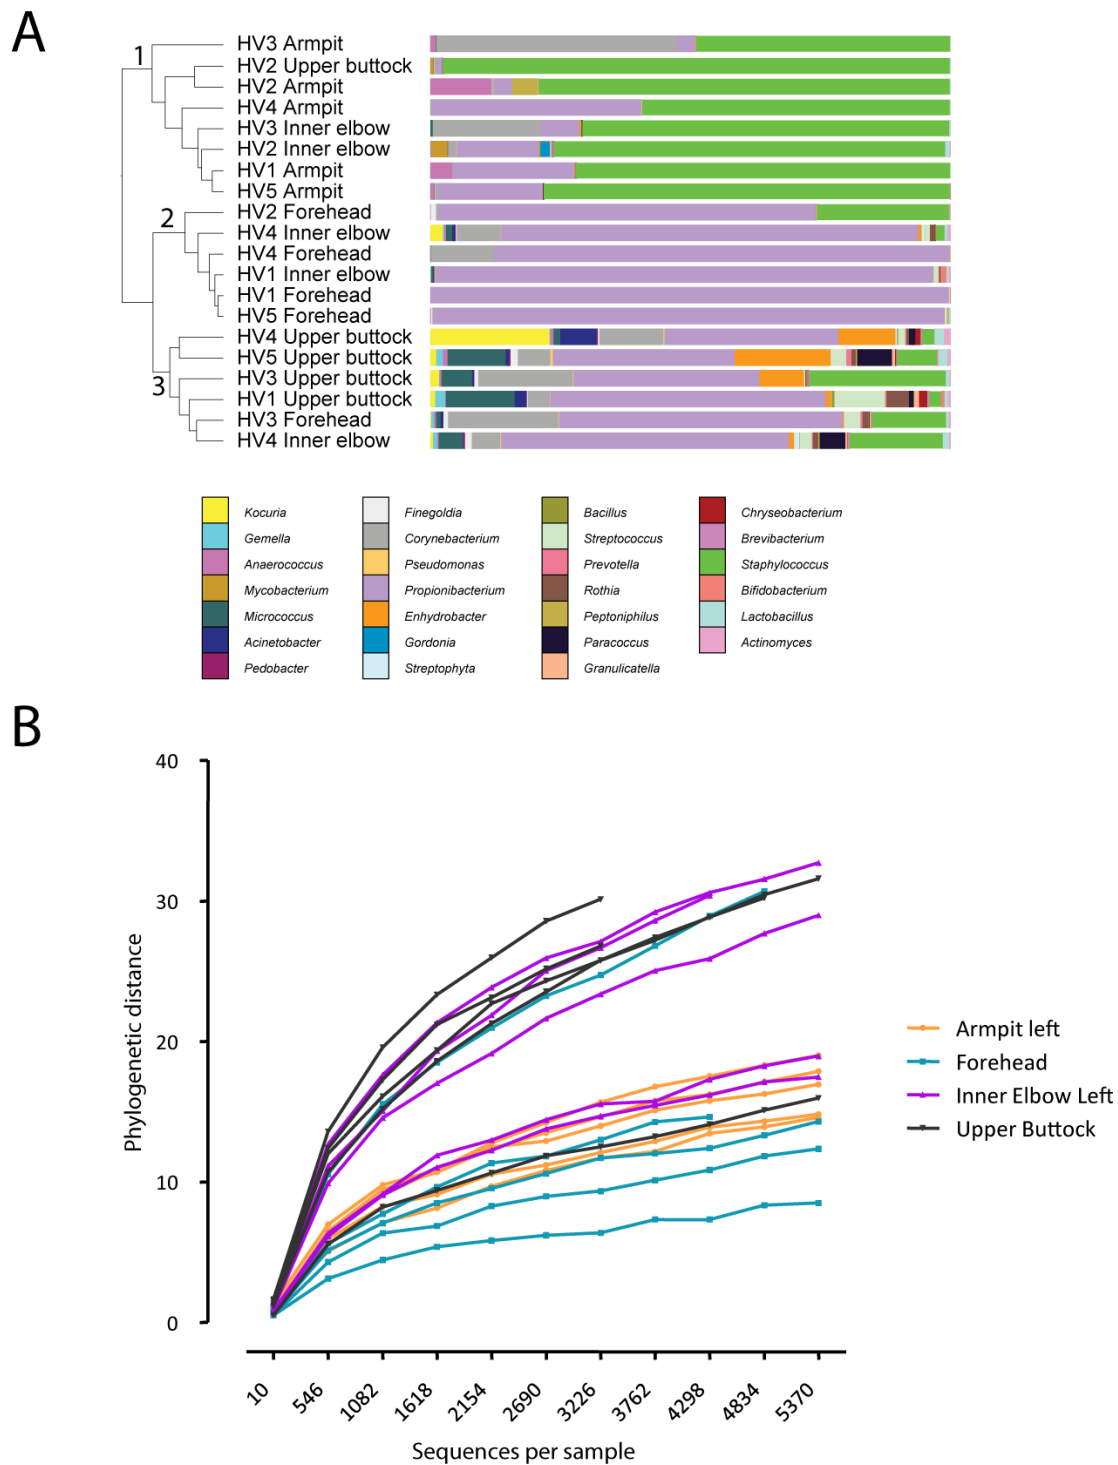 A
1
HV3 Armpit
HV2 Upper buttock
HV2 Armpit
HV4 Armpit
HV3 Inner elbow
HV2 Inner elbow
HV1 Armpit
HV5 Armpit
2
HV2 Forehead
HV4 Inner elbow
HV4 Forehead
HV1 Inner elbow
HV1 Forehead
HV5 Forehead
3
HV4 Upper buttock
HV5 Upper buttock
HV3 Upper buttock
HV1 Upper buttock
HV3 Forehead
HV4 Inner elbow
Kocuria
Gemella
Anaerococcus
Mycobacterium
Micrococcus
Acinetobacter
Pedobacter
Finegoldia
Corynebacterium
Pseudomonas
Propionibacterium
Enhydrobacter
Gordonia
Streptophyta
Bacillus
Streptococcus
Prevotella
Rothia
Peptoniphilus
Paracoccus
Granulicatella
Chryseobacterium
Brevibacterium
Staphylococcus
Bifidobacterium
Lactobacillus
Actinomyces
B
Phylogenetic distance
40
30
20
10
0
10
546
1082
1618
2154
2690
3226
3762
4298
4834
5370
Sequences per sample
Armpit left
Forehead
Inner Elbow Left
Upper Buttock